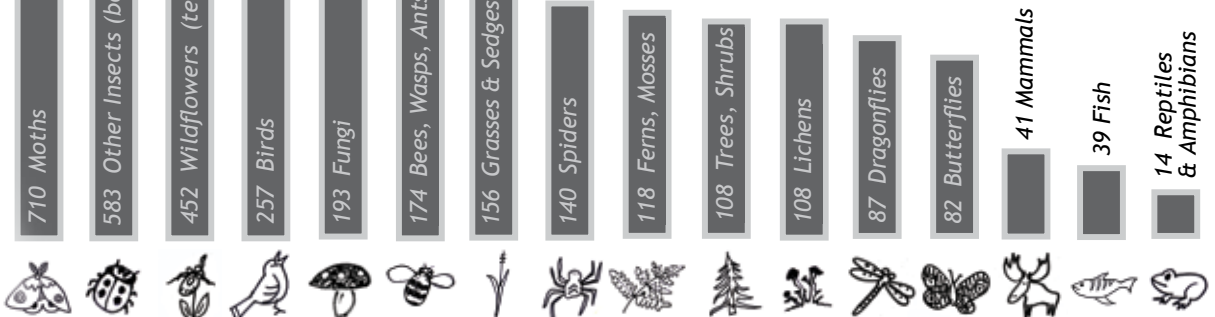 710 Moths
583 Other Insects (be
452 Wildflowers (te
257 Birds
193 Fungi
174 Bees, Wasps, Ants
156 Grasses & Sedges
140 Spiders
118 Ferns, Mosses
108 Trees, Shrubs
108 Lichens
87 Dragonflies
82 Butterflies
41 Mammals
39 Fish
14 Reptiles
& Amphibians